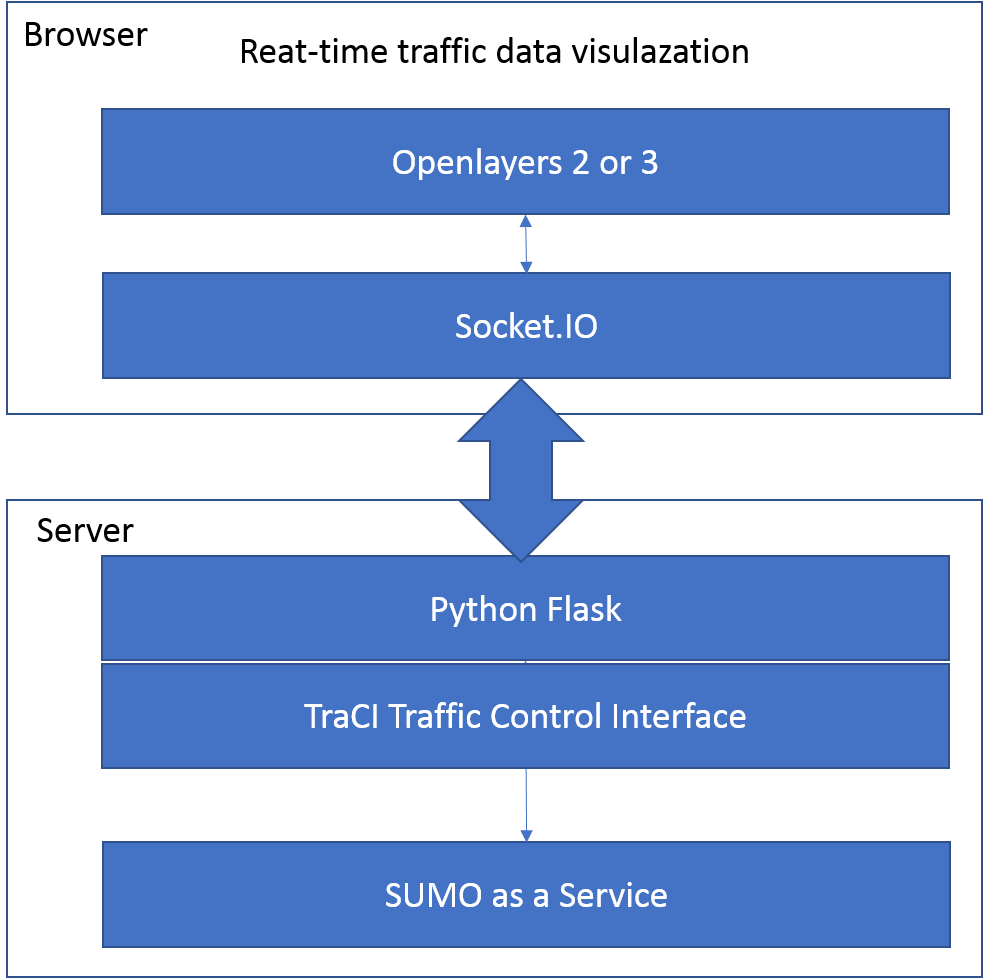 Browser
Reat-time traffic data visulazation
Openlayers 2 or 3
Socket.IO
Server
Python Flask
TraCI Traffic Control Interface
SUMO as a Service